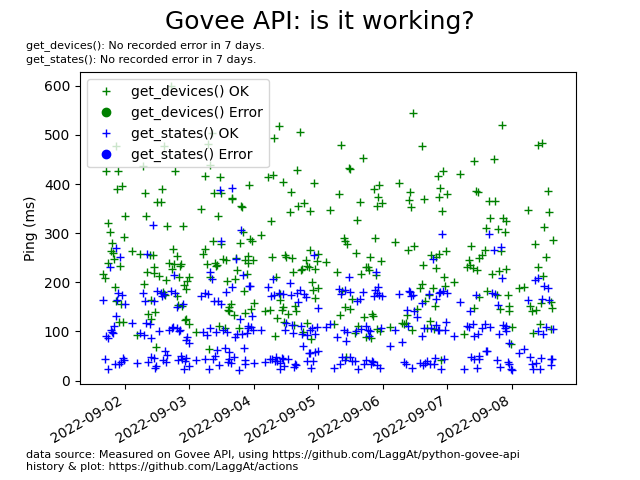 Govee API: is it working?
get_devices(): No recorded error in 7 days.
get_states(): No recorded error in 7 days.
get_devices() OK
get_devices() Error
get_states() OK
get_states() Error
Ping (ms)
600
500
400
300
200
100
0
2022-09-02
2022-09-03
2022-09-04
2022-09-05
2022-09-06
2022-09-07
2022-09-08
data source: Measured on Govee API, using https://github.com/LaggAt/python-govee-api
history & plot: https://github.com/LaggAt/actions